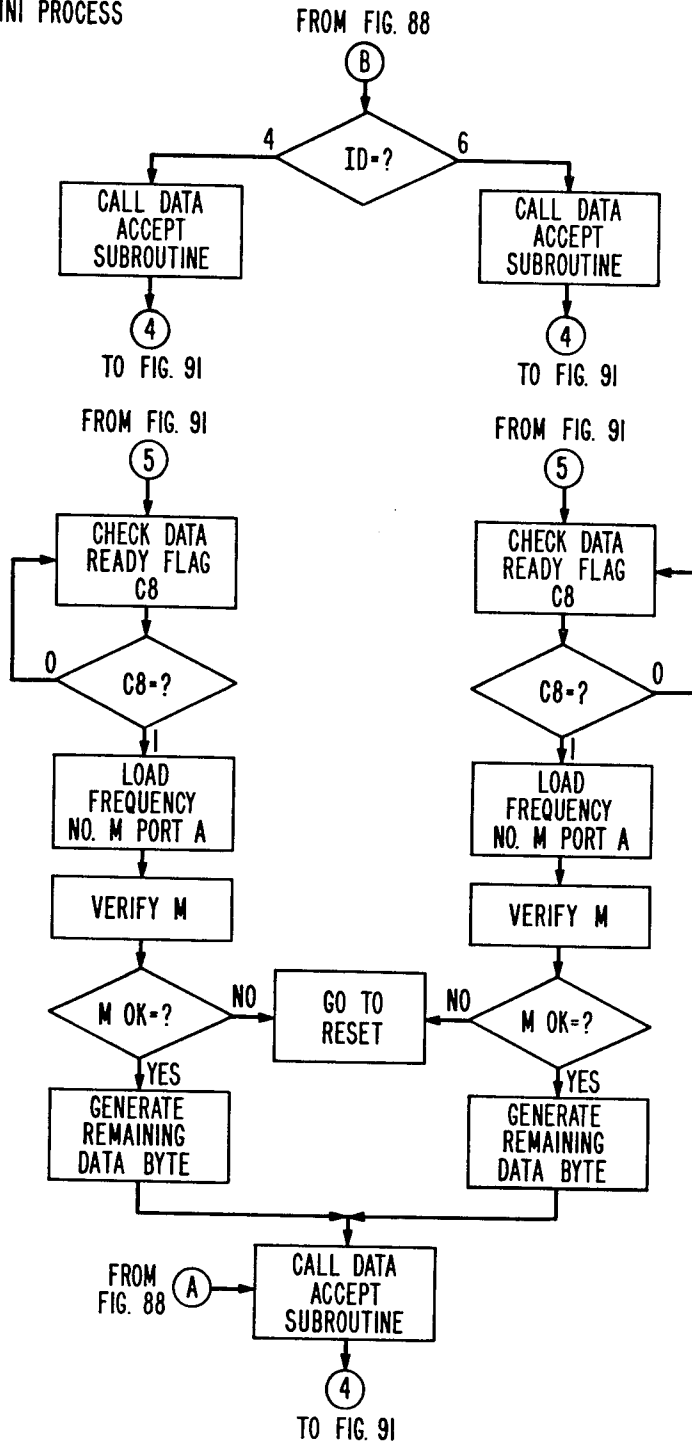 INI PROCESS
FROM FIG. 88
B
4
ID=?
6
CALL DATA
ACCEPT
SUBROUTINE
4
TO FIG. 91
CALL DATA
ACCEPT
SUBROUTINE
4
TO FIG. 91
FROM FIG. 91
5
CHECK DATA
READY FLAG
C8
0
C8=?
1
LOAD
FREQUENCY
NO. M PORT A
VERIFY M
M OK=?
NO
YES
GENERATE
REMAINING
DATA BYTE
GO TO
RESET
FROM FIG. 91
5
CHECK DATA
READY FLAG
C8
C8=?
0
1
LOAD
FREQUENCY
NO. M PORT A
VERIFY M
NO
M OK=?
YES
GENERATE
REMAINING
DATA BYTE
FROM
FIG. 88
A
CALL DATA
ACCEPT
SUBROUTINE
4
TO FIG. 91